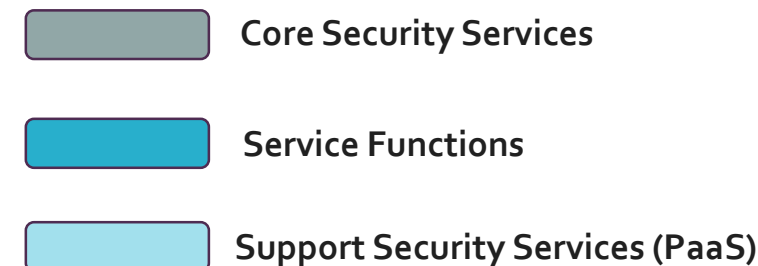 Core Security Services
Service Functions
Support Security Services (PaaS)